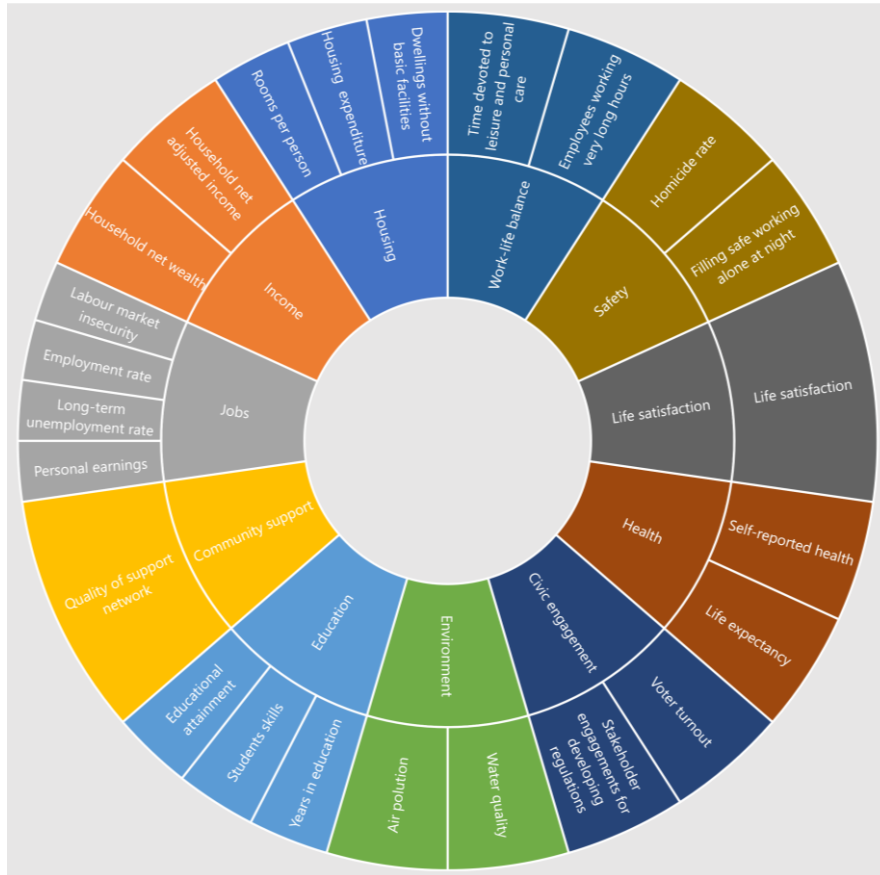 Housing
Rooms per person
Housing
expenditure
Dwellings without
basic facilities
Work-life balance
Time devoted to
leisure and personal
care
Employees working
very long hours
Safety
Homicide rate
Filling safe working
alone at night
Life satisfaction
Life satisfaction
Health
Self-reported health
Life expectancy
Civic engagement
Voter turnout
Stakeholder
engagements for
developing
regulations
Environment
Water quality
Air polution
Education
Years in education
Students skills
Educational
attainment
Community support
Quality of support
network
Jobs
Personal earnings
Long-term
unemployment rate
Employment rate
Labour market
insecurity
Income
Household net wealth
Household net
adjusted income